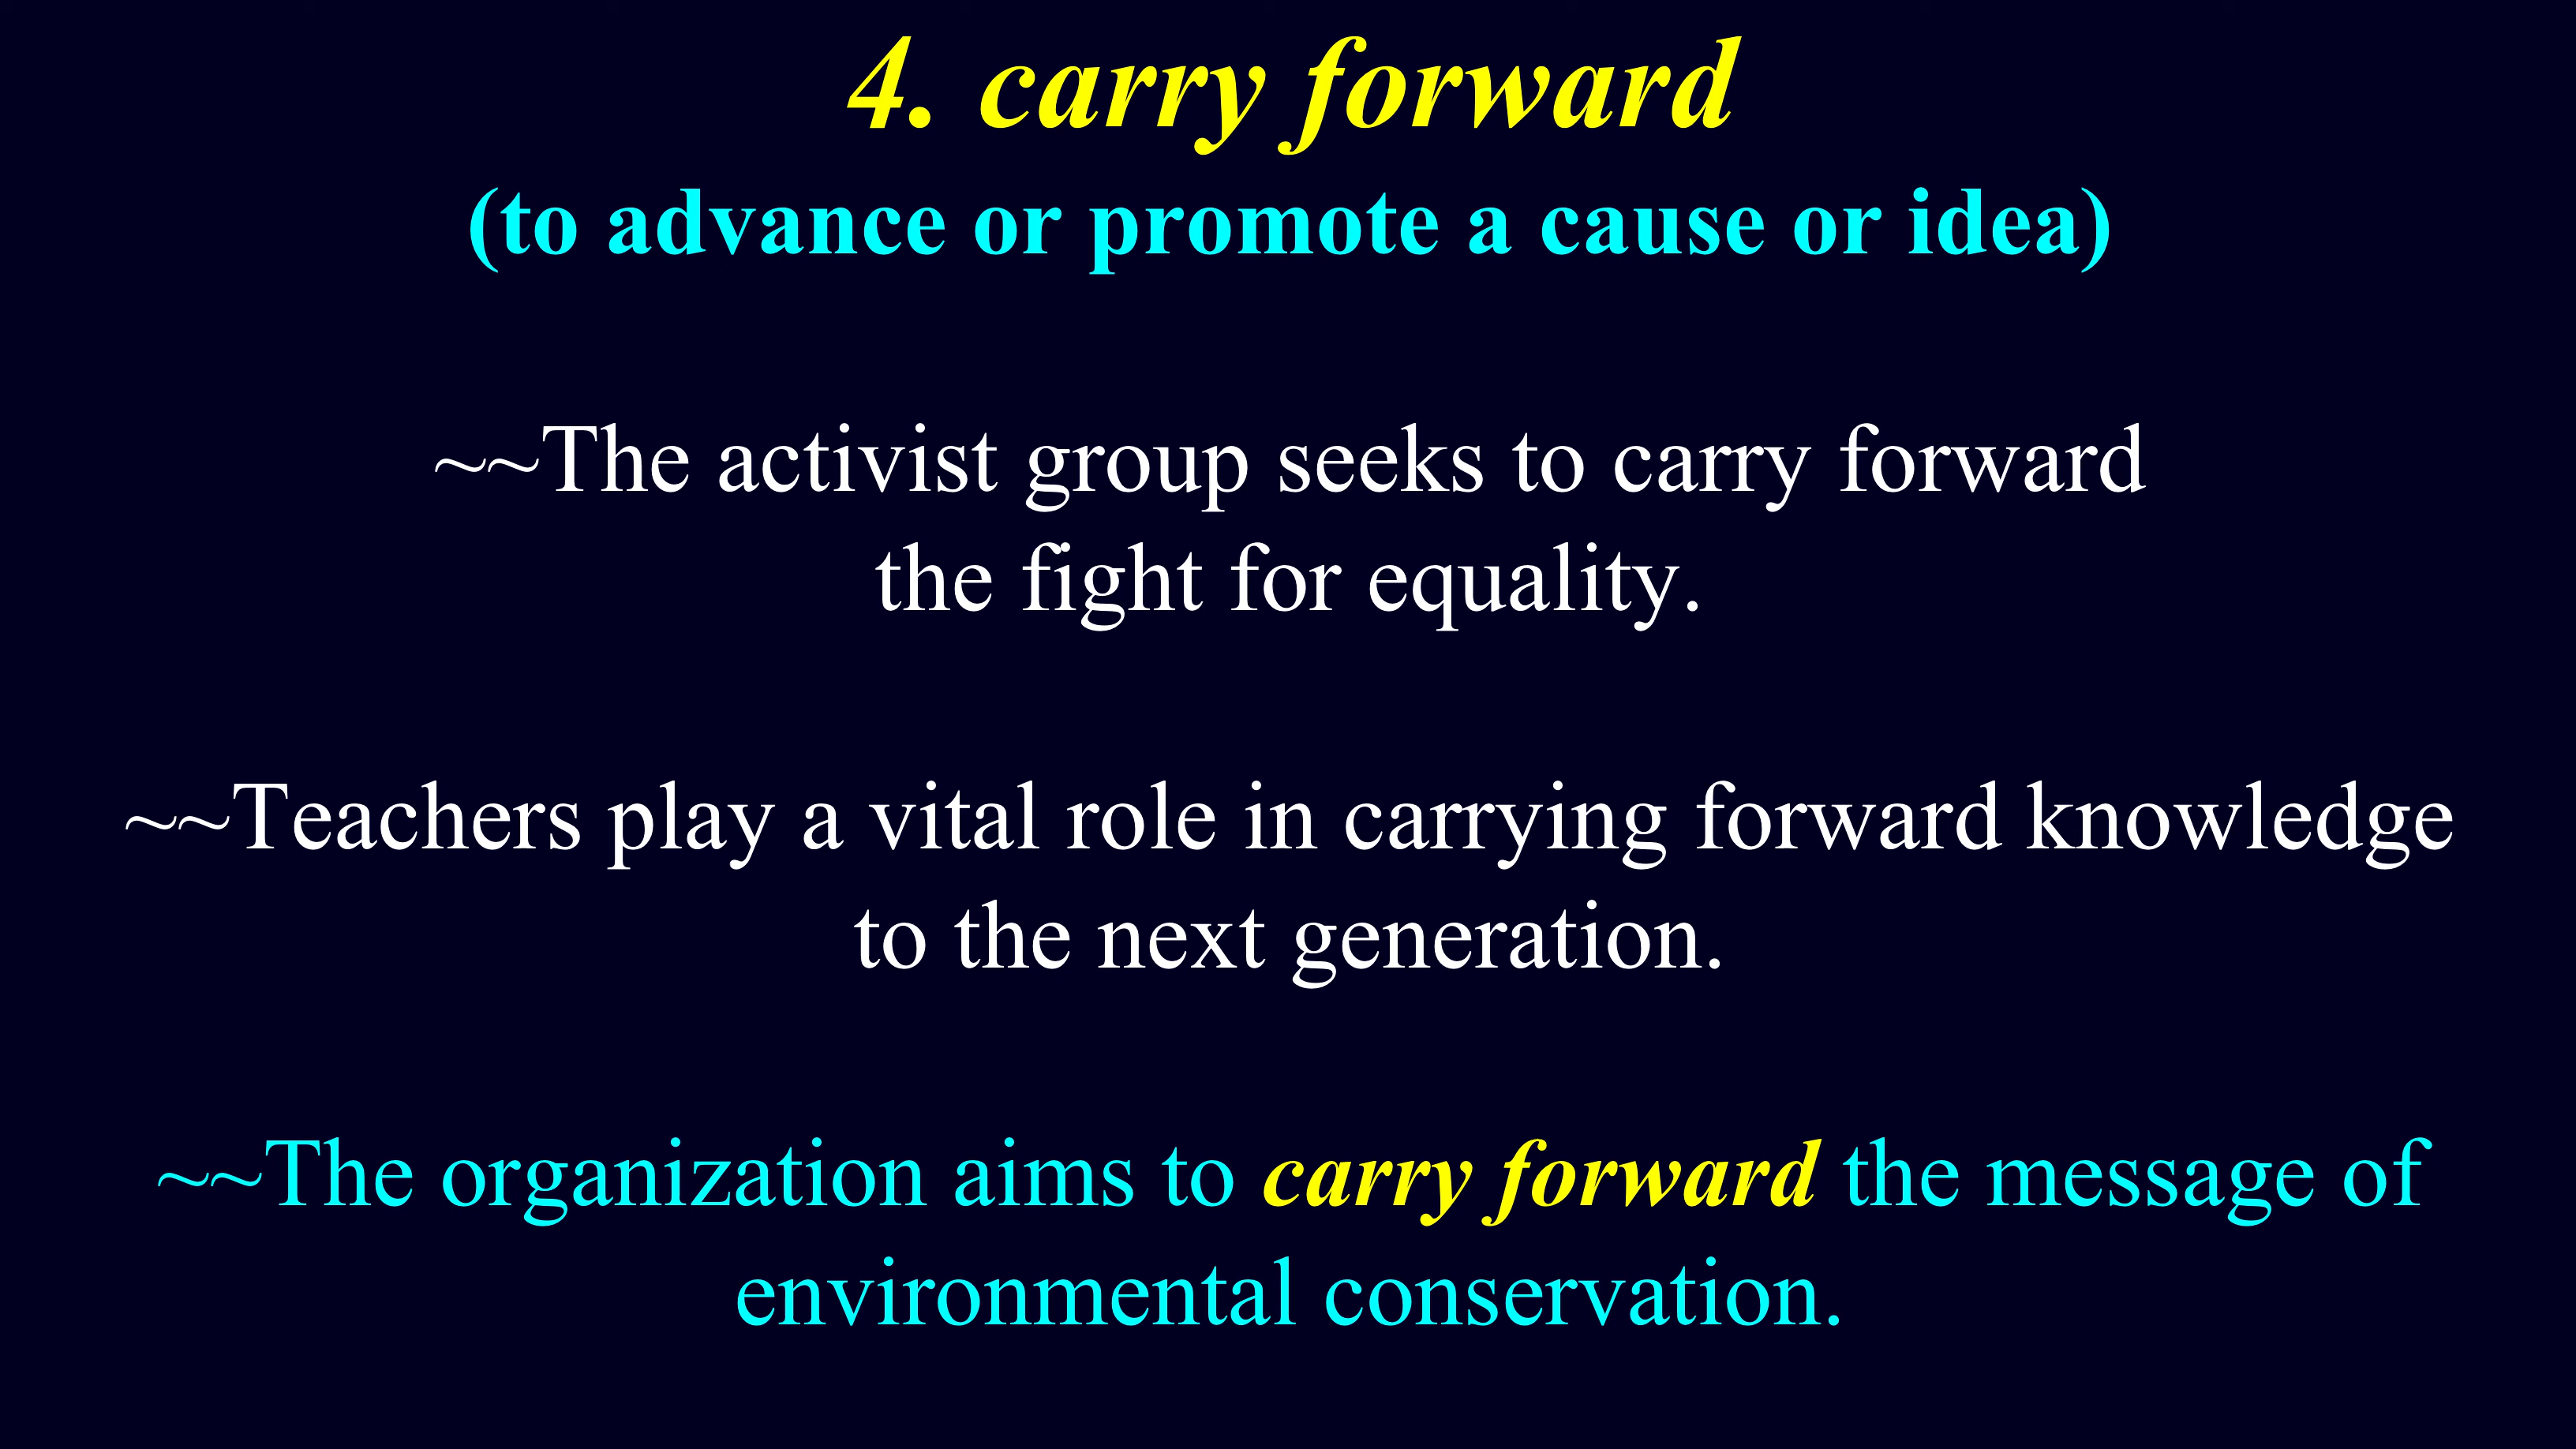 4. carry forward
(to advance or promote a cause or idea)
~~The activist group seeks to carry forward
the fight for equality.
~~Teachers play a vital role in carrying forward knowledge
to the next generation.
~~The organization aims to carry forward the message of
environmental conservation.